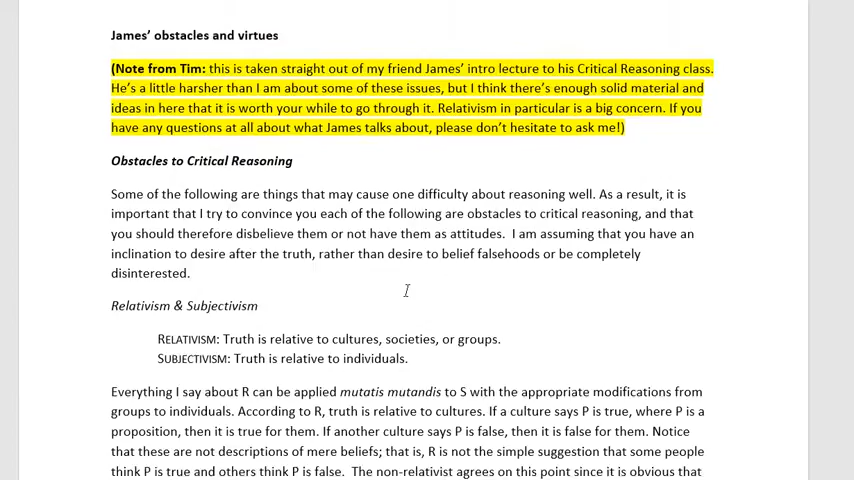 James’ obstacles and virtues
(Note from Tim: this is taken straight out of my friend James’ intro lecture to his Critical Reasoning class.
He’s a little harsher than I am about some of these issues, but I think there’s enough solid material and
ideas in here that it is worth your while to go through it. Relativism in particular is a big concern. If you
have any questions at all about what James talks about, please don’t hesitate to ask me!)
Obstacles to Critical Reasoning
Some of the following are things that may cause one difficulty about reasoning well. As a result, it is
important that I try to convince you each of the following are obstacles to critical reasoning, and that
you should therefore disbelieve them or not have them as attitudes.  I am assuming that you have an
inclination to desire after the truth, rather than desire to belief falsehoods or be completely
disinterested.
Relativism & Subjectivism
RELATIVISM: Truth is relative to cultures, societies, or groups.
SUBJECTIVISM: Truth is relative to individuals.
Everything I say about R can be applied mutatis mutandis to S with the appropriate modifications from
groups to individuals. According to R, truth is relative to cultures. If a culture says P is true, where P is a
proposition, then it is true for them. If another culture says P is false, then it is false for them. Notice
that these are not descriptions of mere beliefs; that is, R is not the simple suggestion that some people
think P is true and others think P is false.  The non-relativist agrees on this point since it is obvious that